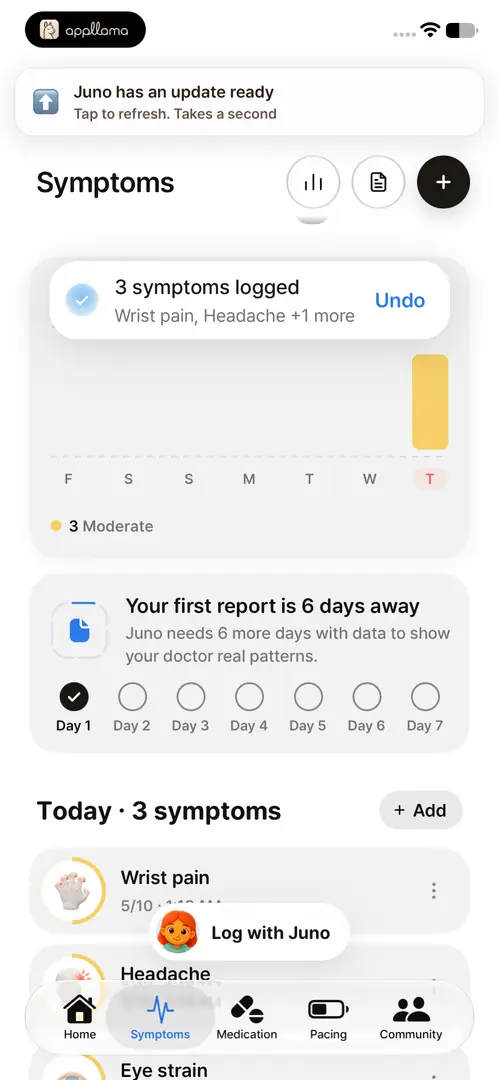 appllama
Juno has an update ready
Tap to refresh. Takes a second
Symptoms
3 symptoms logged
Wrist pain, Headache +1 more
Undo
F S S M T W T
3 Moderate
Your first report is 6 days away
Juno needs 6 more days with data to show
your doctor real patterns.
Day 1 Day 2 Day 3 Day 4 Day 5 Day 6 Day 7
Today · 3 symptoms
+ Add
Wrist pain
5/10 ·
Log with Juno
Headache
Home Symptoms Medication Pacing Community
Eye strain